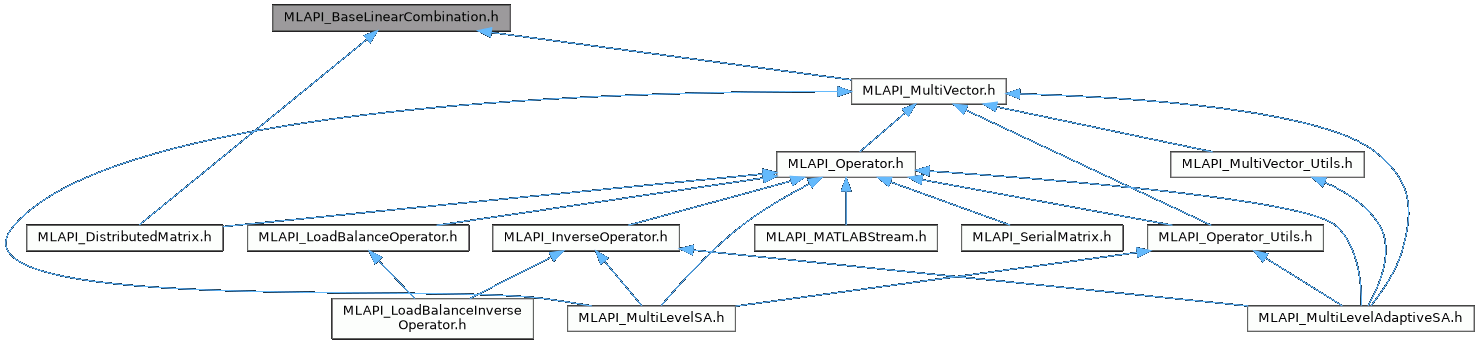 MLAPI_BaseLinearCombination.h
MLAPI_MultiVector.h
MLAPI_Operator.h
MLAPI_MultiVector_Utils.h
MLAPI_DistributedMatrix.h
MLAPI_LoadBalanceOperator.h
MLAPI_InverseOperator.h
MLAPI_MATLABStream.h
MLAPI_SerialMatrix.h
MLAPI_Operator_Utils.h
MLAPI_LoadBalanceInverse
Operator.h
MLAPI_MultiLevelSA.h
MLAPI_MultiLevelAdaptiveSA.h